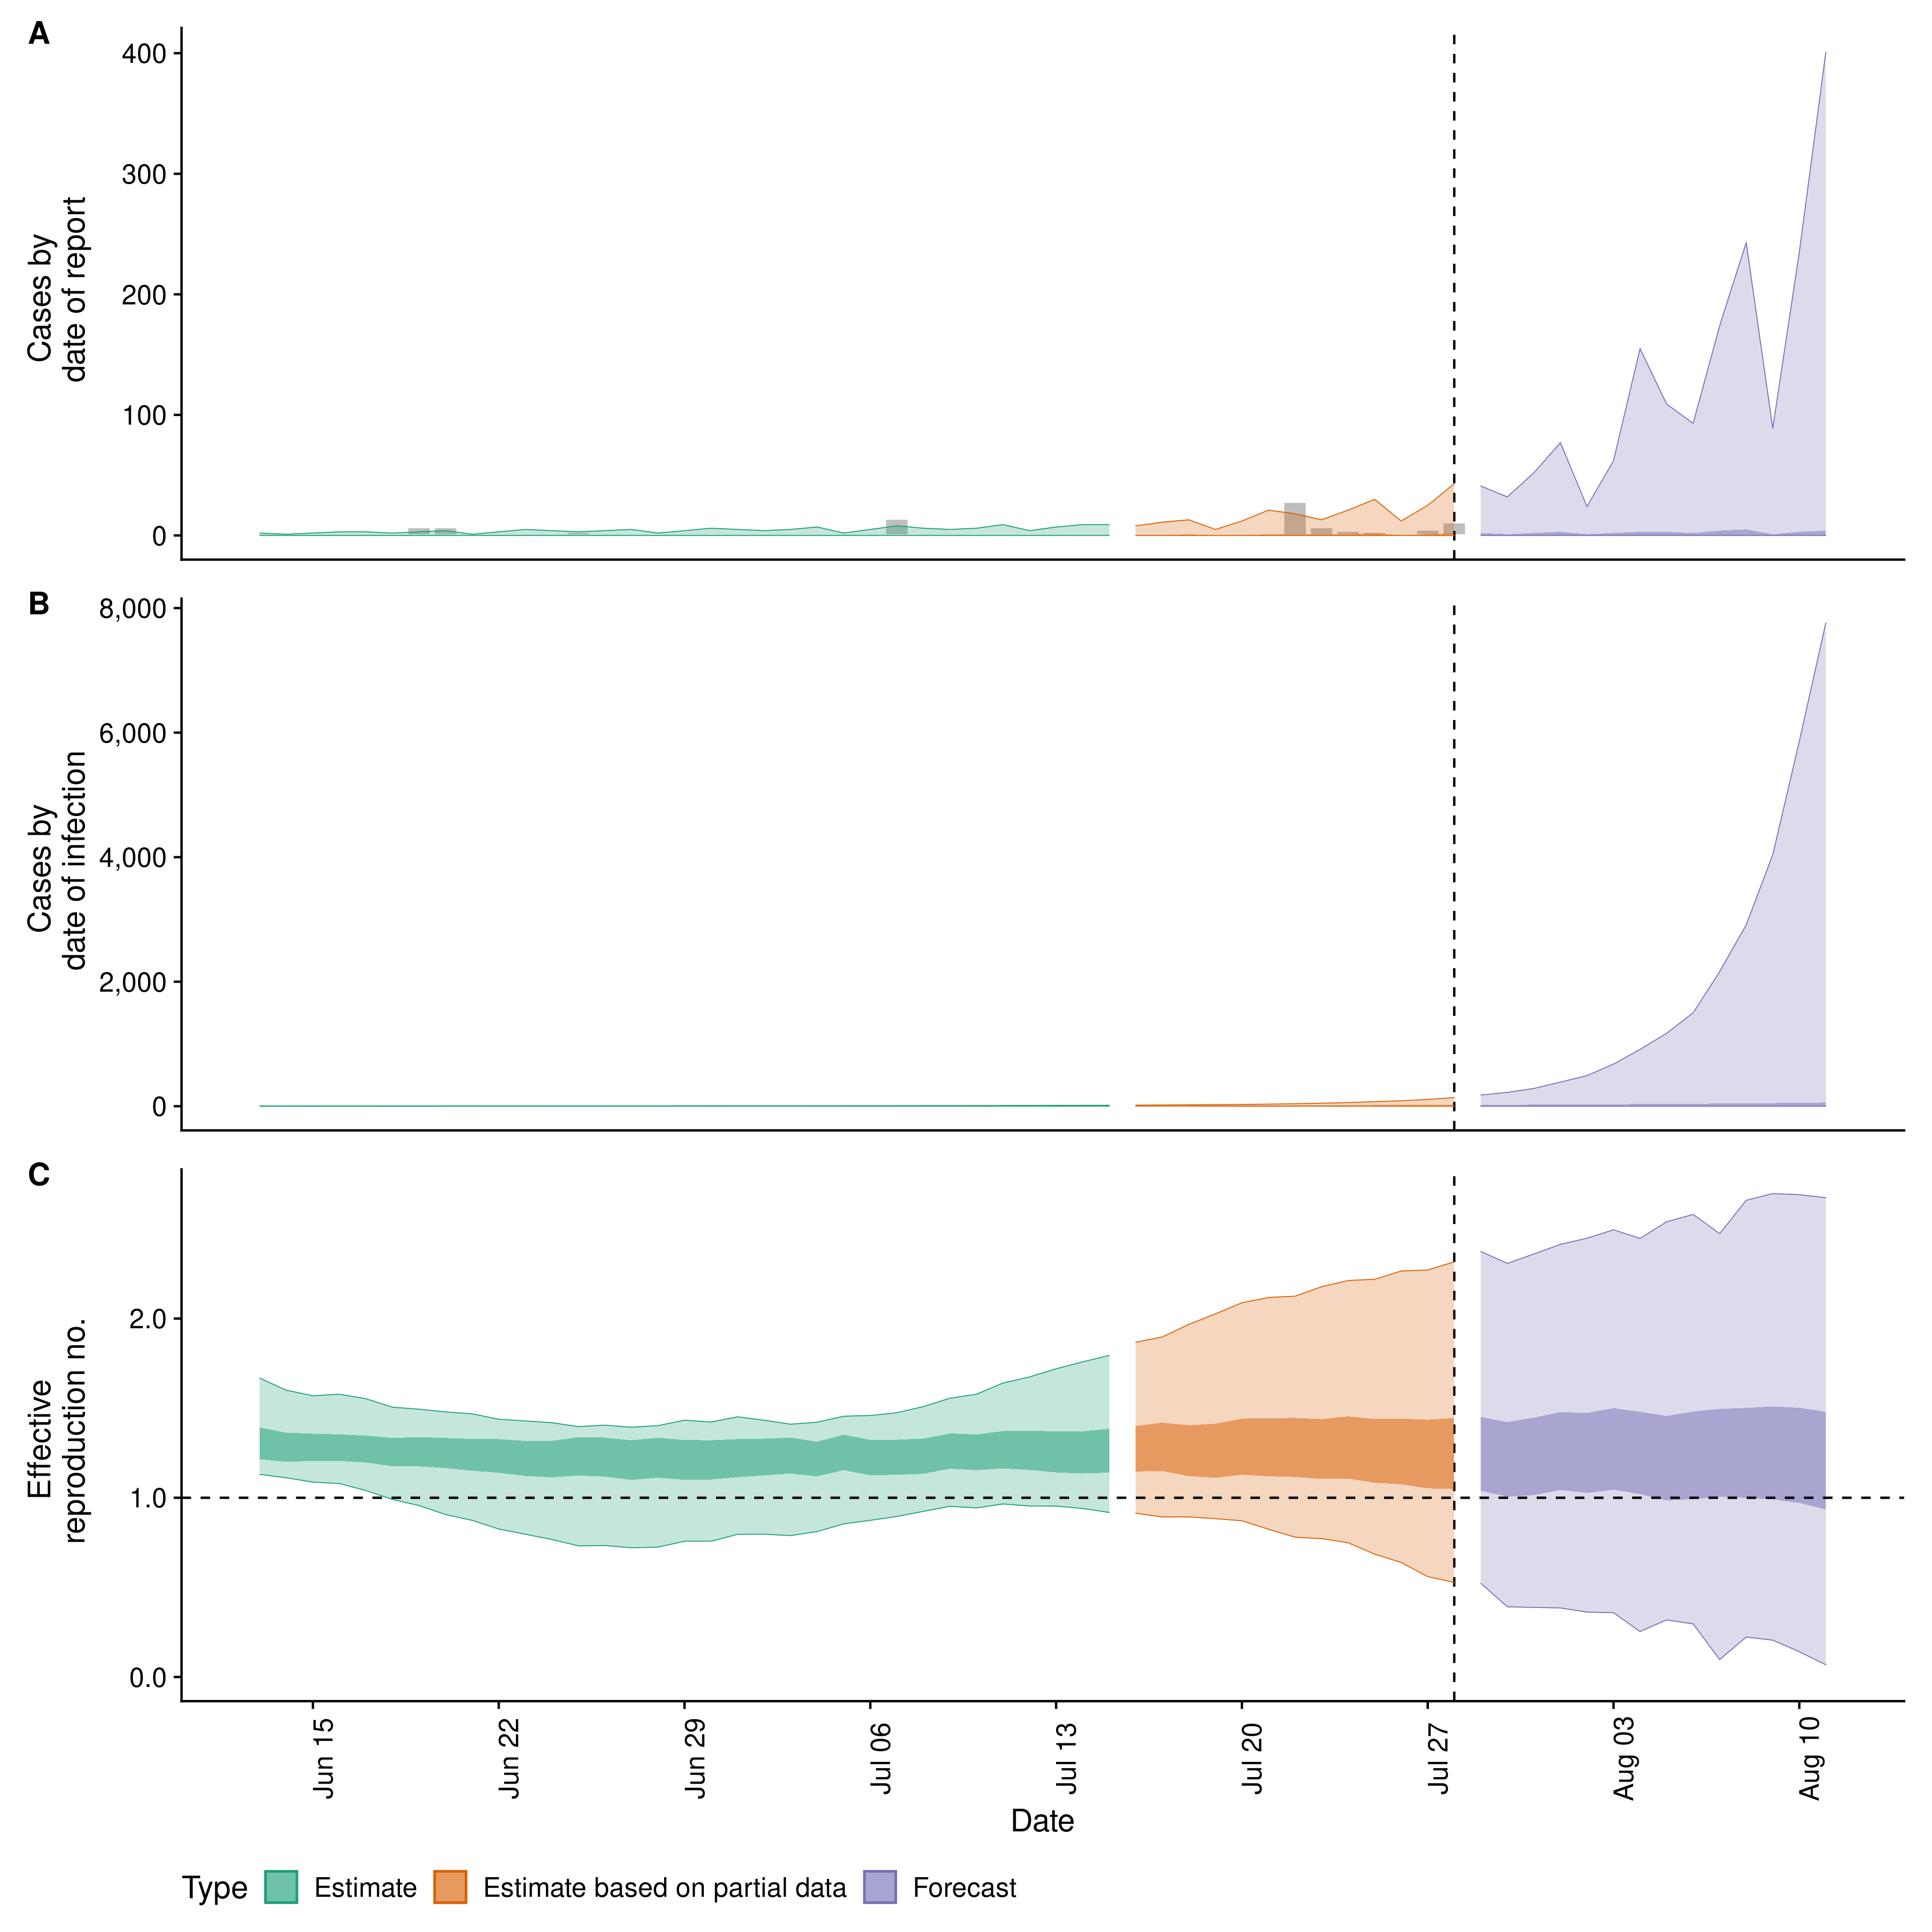 A
400
300
200
100
0
Cases by
date of report
B
8,000
6,000
4,000
2,000
0
Cases by
date of infection
C
2.0
1.0
0.0
Effective
reproduction no.
Jun 15
Jun 22
Jun 29
Jul 06
Jul 13
Jul 20
Jul 27
Aug 03
Aug 10
Date
Type Estimate Estimate based on partial data Forecast